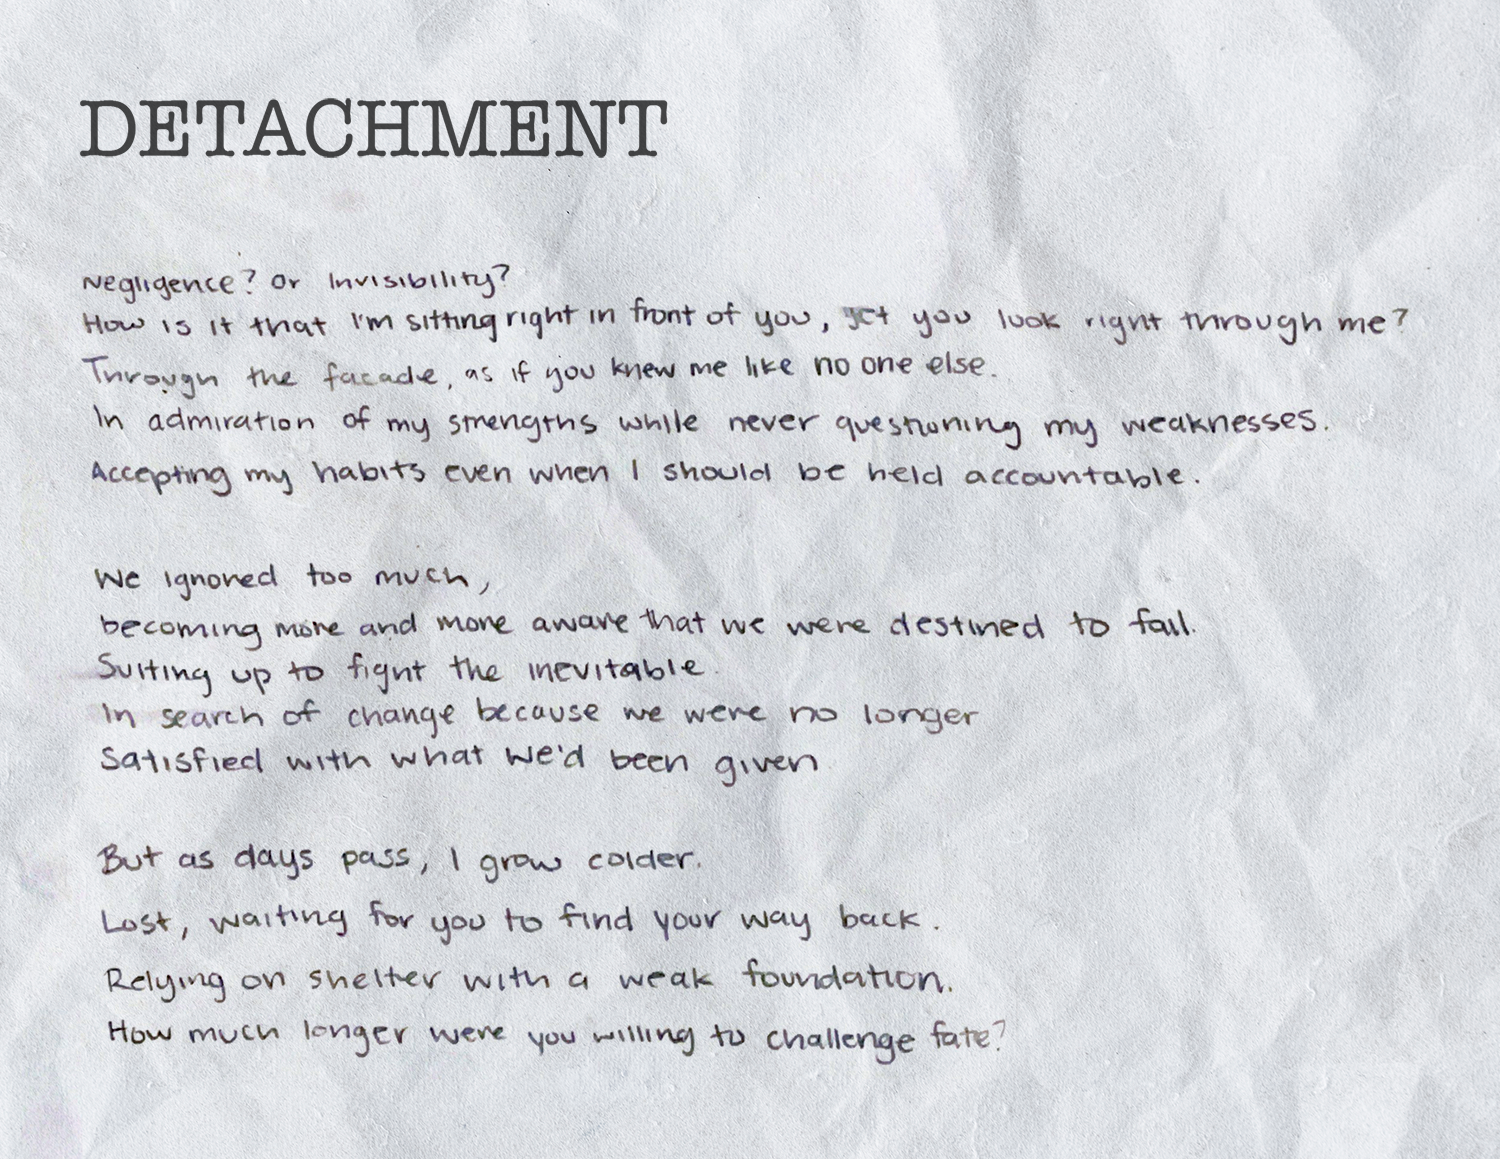 DETACHMENT
Negligence? Or Invisibility?
How is it that I'm sitting right in front of you, yet you look right through me?
Through the facade, as if you knew me like no one else.
In admiration of my strengths while never questioning my weaknesses.
Accepting my habits even when I should be held accountable.
We ignored too much,
becoming more and more aware that we were destined to fail.
Suiting up to fight the inevitable.
In search of change because we were no longer
Satisfied with what we'd been given
But as days pass, I grow colder.
Lost, waiting for you to find your way back.
Relying on shelter with a weak foundation.
How much longer were you willing to challenge fate?